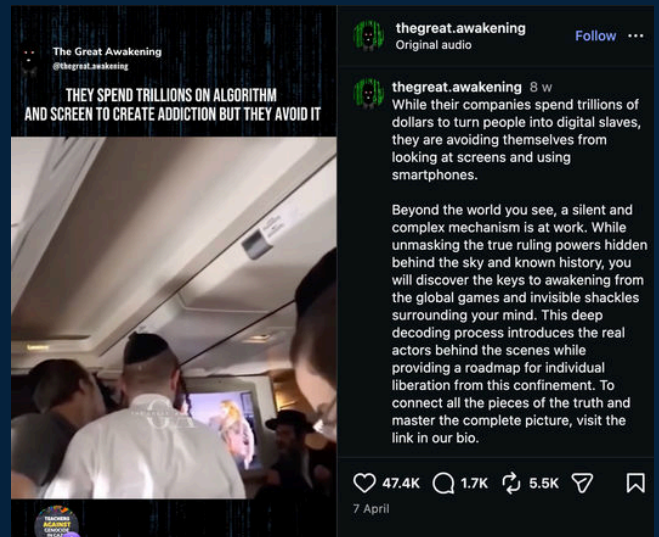 The Great Awakening
@thegreat.awakening
THEY SPEND TRILLIONS ON ALGORITHM
AND SCREEN TO CREATE ADDICTION BUT THEY AVOID IT
TEACHERS
AGAINST
GENOCIDE
IN GAZA
thegreat.awakening
Original audio
Follow
thegreat.awakening 8 w
While their companies spend trillions of
dollars to turn people into digital slaves,
they are avoiding themselves from
looking at screens and using
smartphones.
Beyond the world you see, a silent and
complex mechanism is at work. While
unmasking the true ruling powers hidden
behind the sky and known history, you
will discover the keys to awakening from
the global games and invisible shackles
surrounding your mind. This deep
decoding process introduces the real
actors behind the scenes while
providing a roadmap for individual
liberation from this confinement. To
connect all the pieces of the truth and
master the complete picture, visit the
link in our bio.
47.4K 1.7K 5.5K
7 April